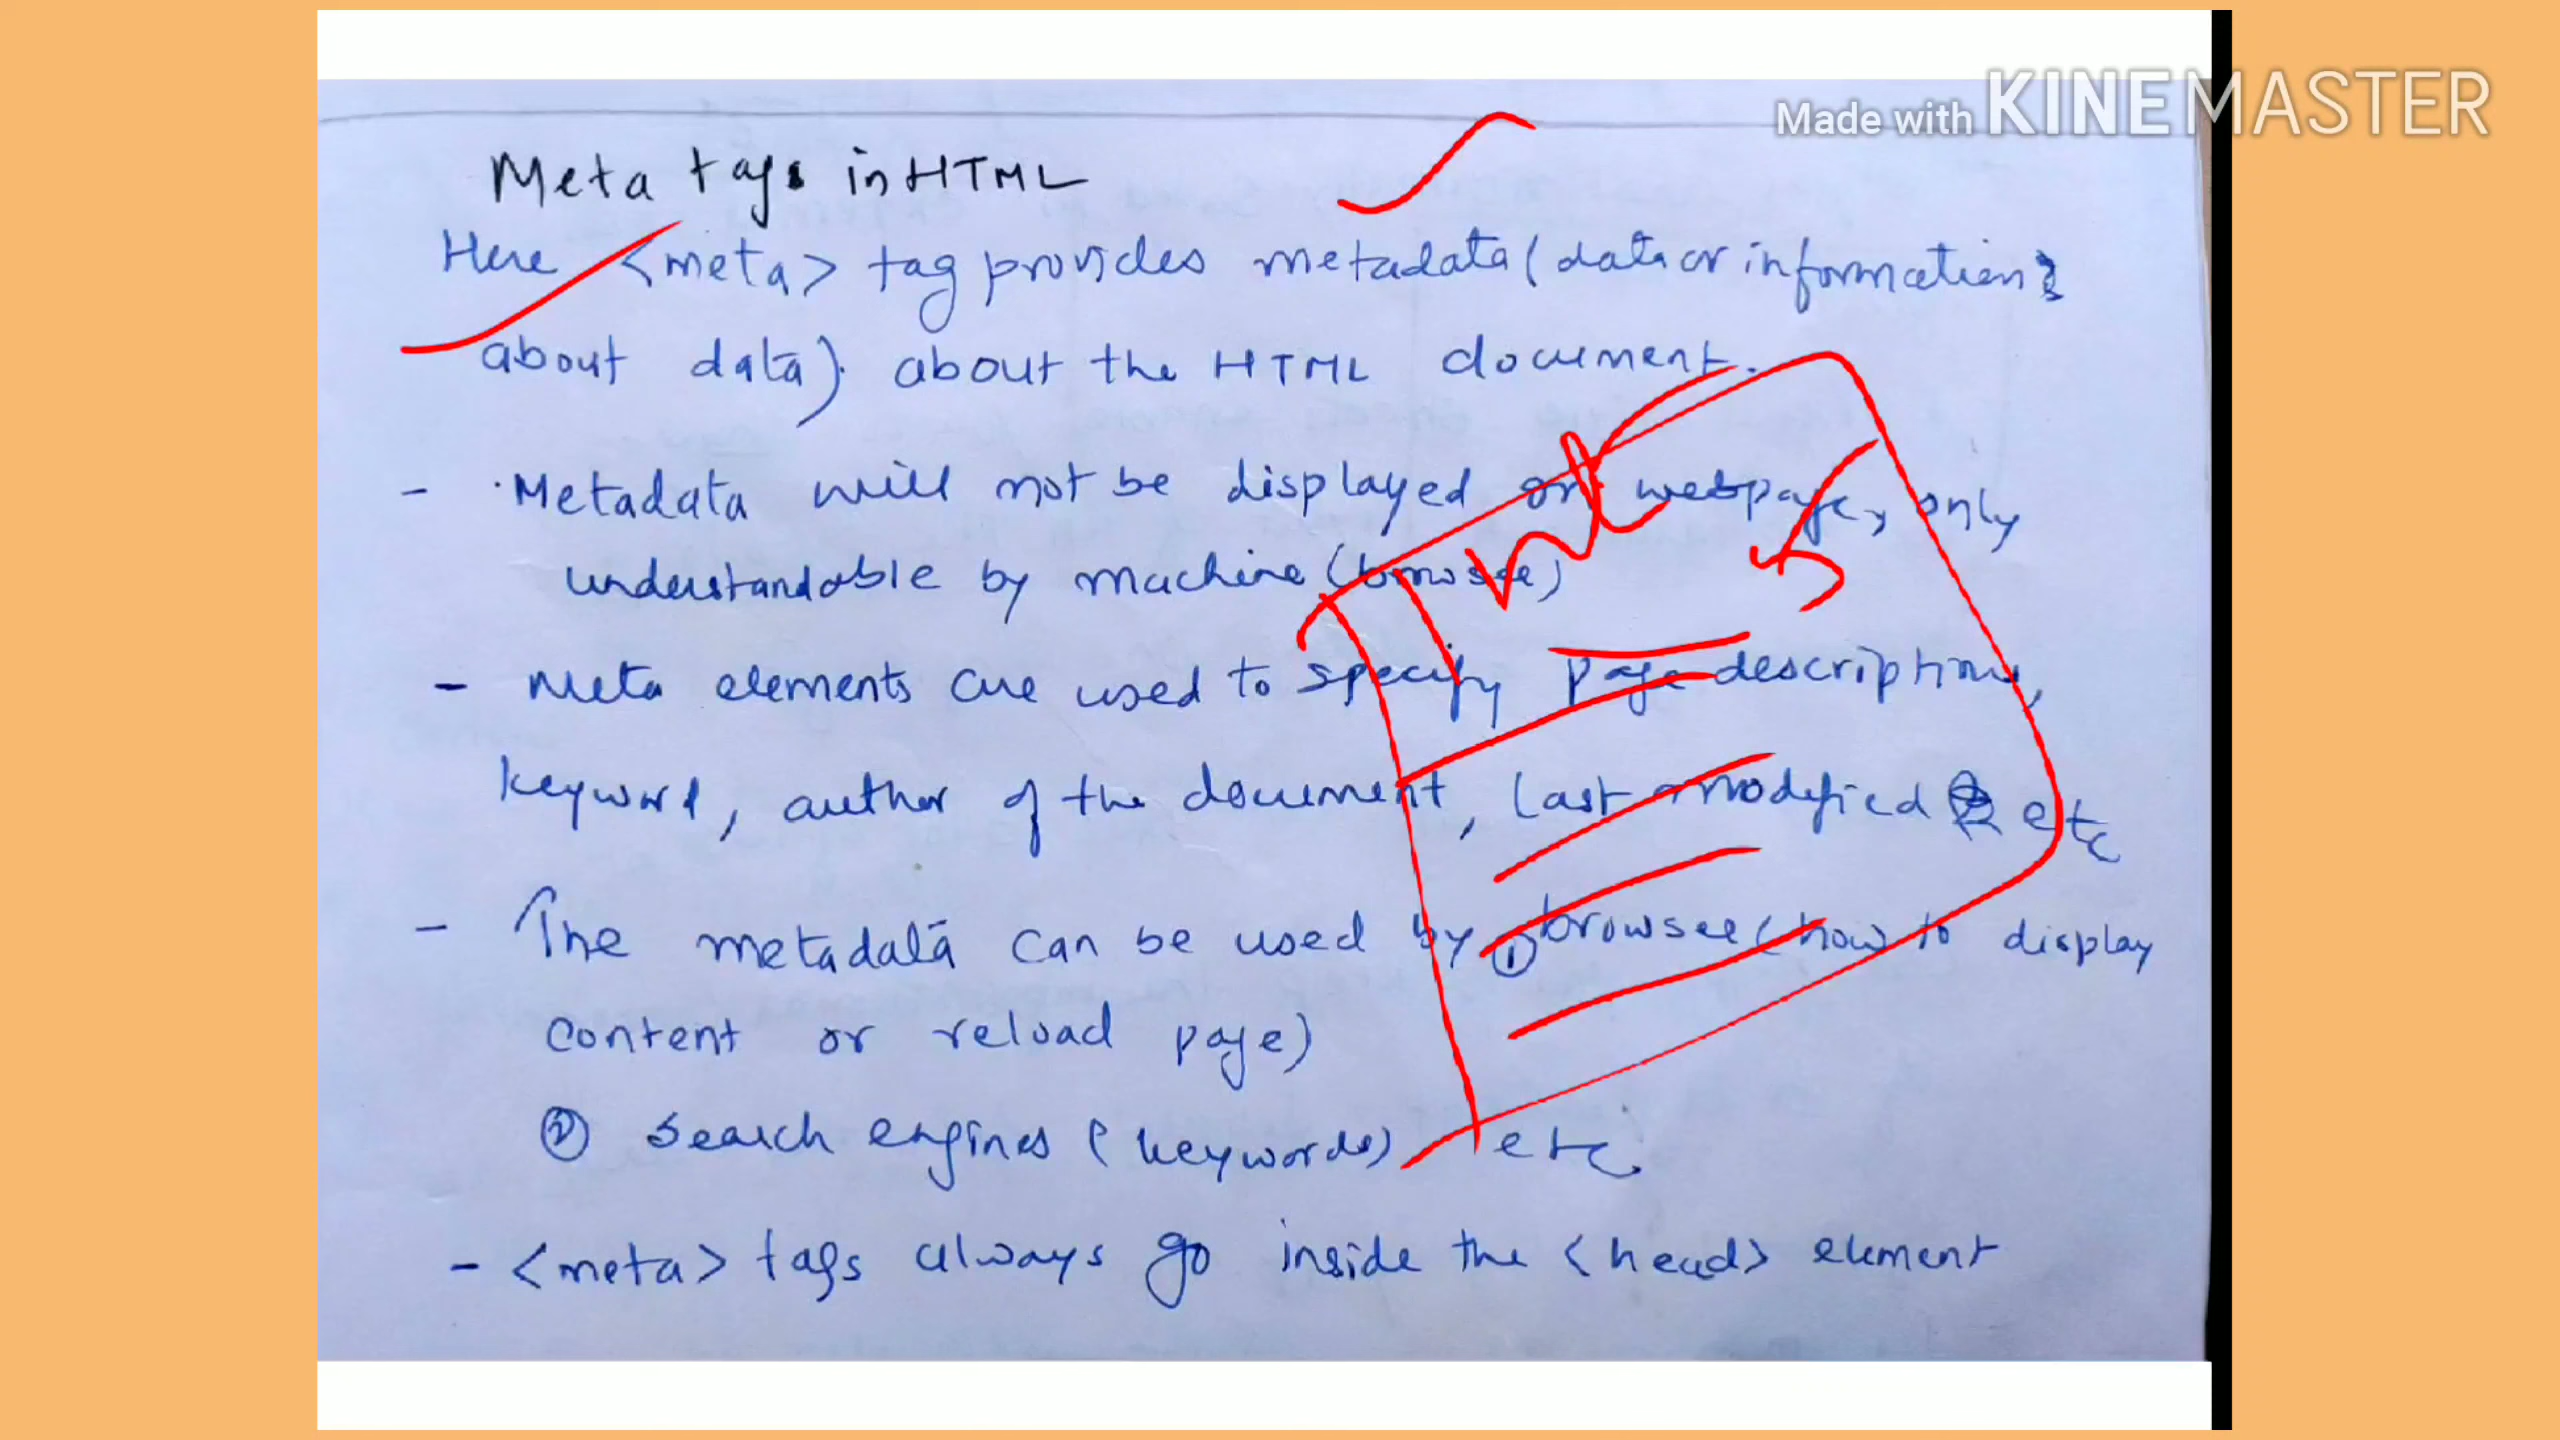 Made with KINEMASTER
Meta tags in HTML
Here <meta> tag provides metadata (data or information
about data). about the HTML document.
- Metadata will not be displayed on webpage, only
understandable by machine (browser)
- Meta elements are used to specify page description,
keyword, author of the document, last modified etc
- The metadata can be used by ① browser (how to display
content or reload page)
② search engines (keywords) etc.
- <meta> tags always go inside the <head> element